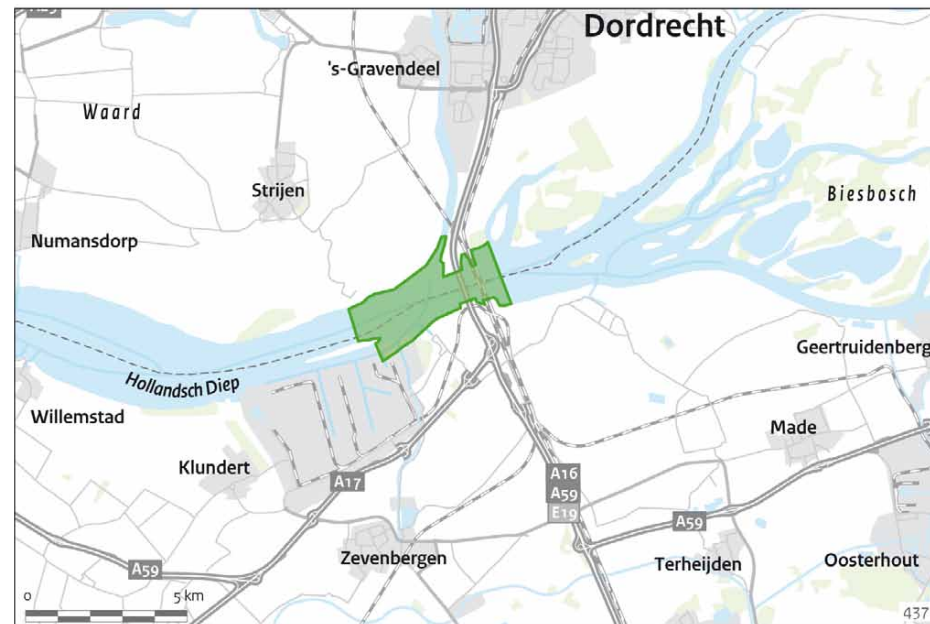 Dordrecht
's-Gravendeel
Waard
Strijen
Biesbosch
Numansdorp
Geertruidenberg
Hollandsch Diep
Willemstad
Made
Klundert
A17
A16
A59
E19
A59
Zevenbergen
A59
Terheijden
Oosterhout
0 5 km
437